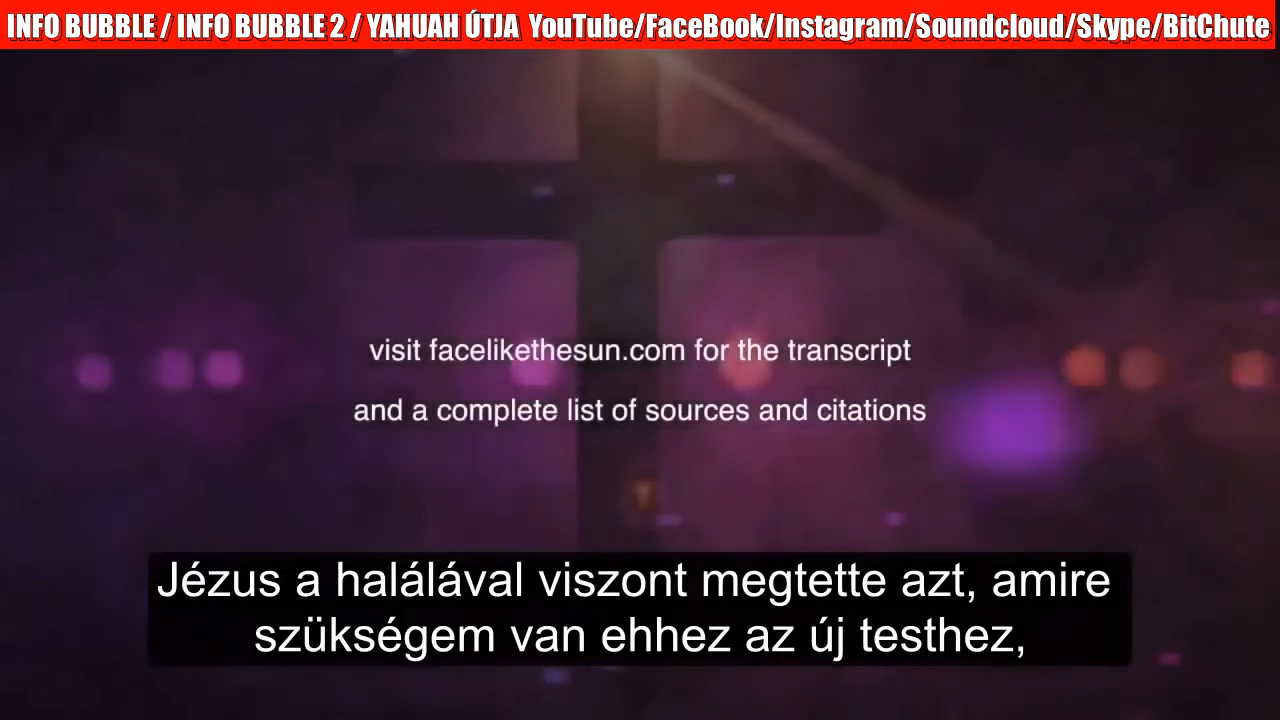 INFO BUBBLE / INFO BUBBLE 2 / YAHUAH ÚTJA YouTube/FaceBook/Instagram/Soundcloud/Skype/BitChute
visit facelikethesun.com for the transcript
and a complete list of sources and citations
Jézus a halálával viszont megtette azt, amire
szükségem van ehhez az új testhez,